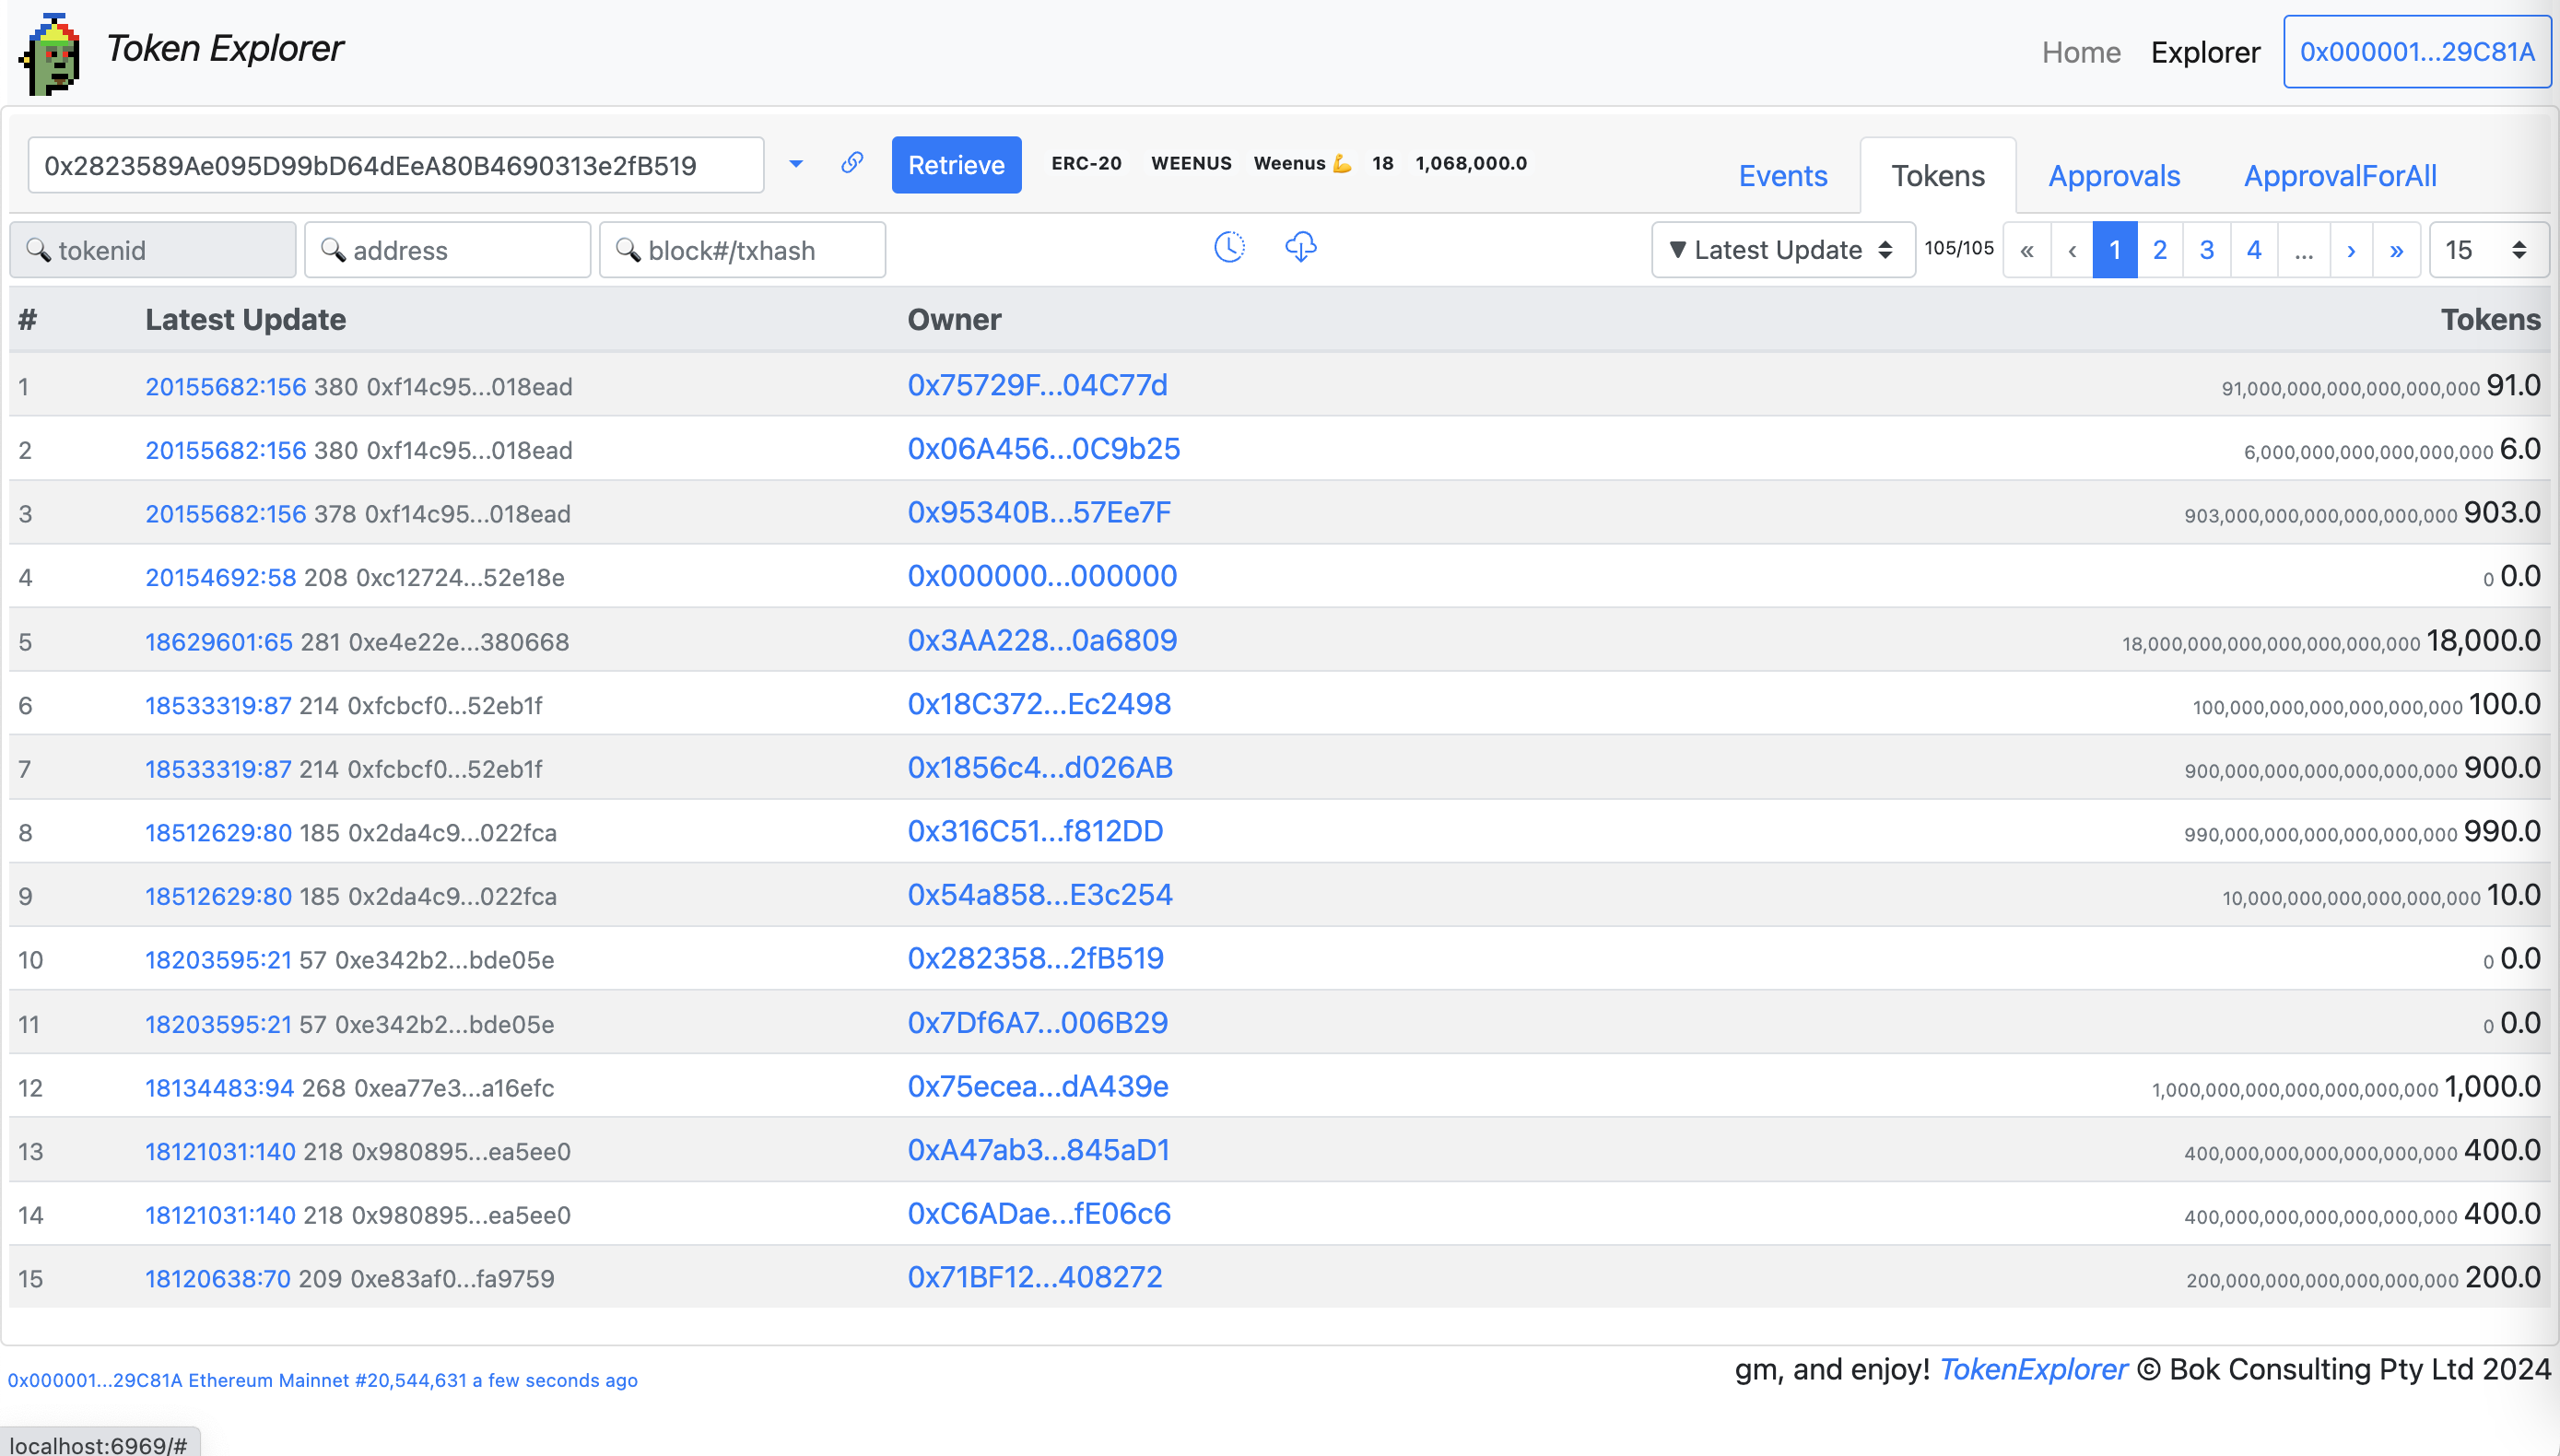 Token Explorer
Home Explorer 0x000001...29C81A
0x2823589Ae095D99bD64dEeA80B4690313e2fB519 Retrieve ERC-20 WEENUS Weenus 💪 18 1,068,000.0 Events Tokens Approvals ApprovalForAll
🔍 tokenid 🔍 address 🔍 block#/txhash ▼ Latest Update 105/105 « ‹ 1 2 3 4 ... › » 15
# Latest Update Owner Tokens
1 20155682:156 380 0xf14c95...018ead 0x75729F...04C77d 91,000,000,000,000,000,000 91.0
2 20155682:156 380 0xf14c95...018ead 0x06A456...0C9b25 6,000,000,000,000,000,000 6.0
3 20155682:156 378 0xf14c95...018ead 0x95340B...57Ee7F 903,000,000,000,000,000,000 903.0
4 20154692:58 208 0xc12724...52e18e 0x000000...000000 0 0.0
5 18629601:65 281 0xe4e22e...380668 0x3AA228...0a6809 18,000,000,000,000,000,000,000 18,000.0
6 18533319:87 214 0xfcbcf0...52eb1f 0x18C372...Ec2498 100,000,000,000,000,000,000 100.0
7 18533319:87 214 0xfcbcf0...52eb1f 0x1856c4...d026AB 900,000,000,000,000,000,000 900.0
8 18512629:80 185 0x2da4c9...022fca 0x316C51...f812DD 990,000,000,000,000,000,000 990.0
9 18512629:80 185 0x2da4c9...022fca 0x54a858...E3c254 10,000,000,000,000,000,000 10.0
10 18203595:21 57 0xe342b2...bde05e 0x282358...2fB519 0 0.0
11 18203595:21 57 0xe342b2...bde05e 0x7Df6A7...006B29 0 0.0
12 18134483:94 268 0xea77e3...a16efc 0x75ecea...dA439e 1,000,000,000,000,000,000,000 1,000.0
13 18121031:140 218 0x980895...ea5ee0 0xA47ab3...845aD1 400,000,000,000,000,000,000 400.0
14 18121031:140 218 0x980895...ea5ee0 0xC6ADae...fE06c6 400,000,000,000,000,000,000 400.0
15 18120638:70 209 0xe83af0...fa9759 0x71BF12...408272 200,000,000,000,000,000,000 200.0
gm, and enjoy! TokenExplorer © Bok Consulting Pty Ltd 2024
0x000001...29C81A Ethereum Mainnet #20,544,631 a few seconds ago
localhost:6969/#